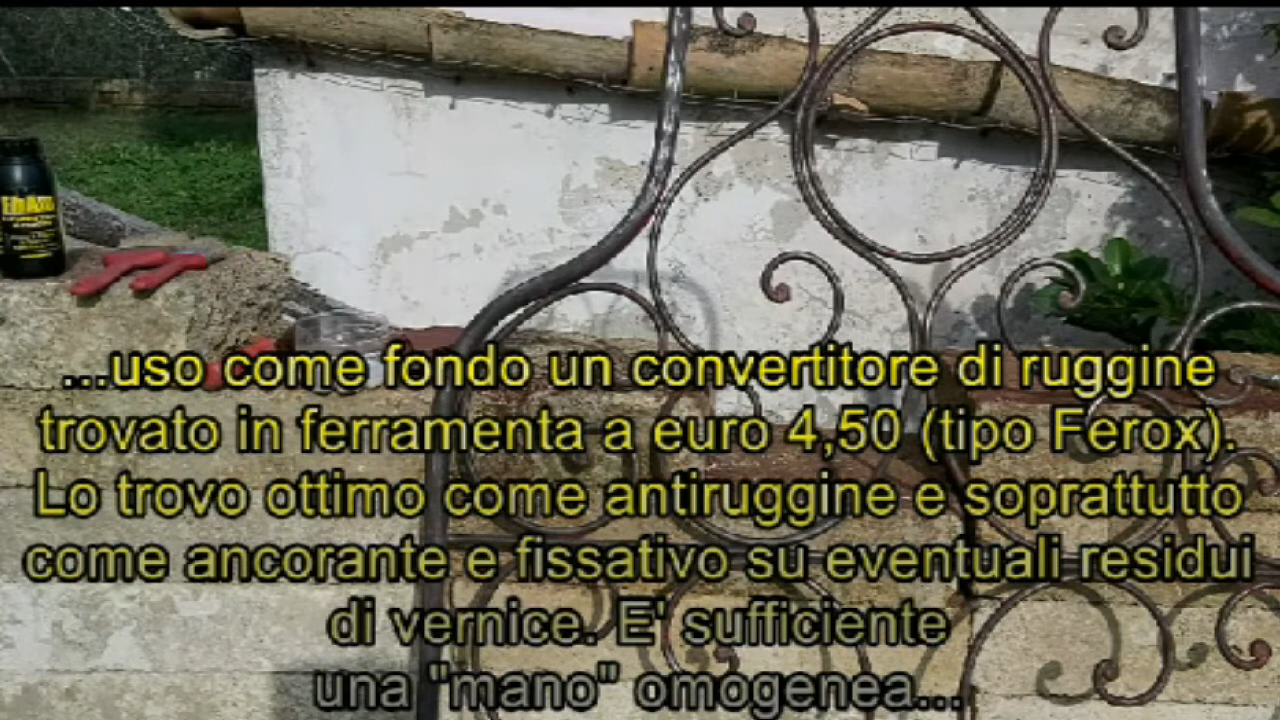 ...uso come fondo un convertitore di ruggine
trovato in ferramenta a euro 4,50 (tipo Ferox).
Lo trovo ottimo come antiruggine e soprattutto
come ancorante e fissativo su eventuali residui
di vernice. E' sufficiente
una "mano" omogenea...